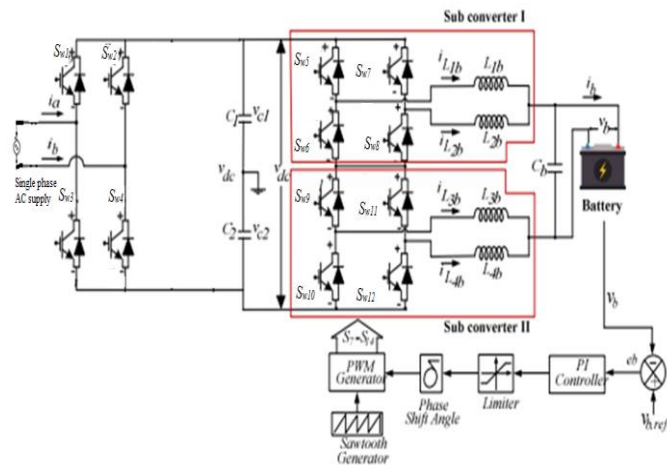 Sub converter I
Sw1
Sw2
Sw5
Sw7
iL1b
L1b
ia
C1
vc1
iL2b
L2b
ib
vb
ib
Sw6
Sw8
Cb
Single phase
AC supply
vdc
vdc
Battery
Sw3
Sw4
Sw9
Sw11
iL3b
L3b
C2
vc2
iL4b
L4b
Sw10
Sw12
vb
Sub converter II
S7-S14
PWM
Generator
Phase
Shift Angle
Limiter
PI
Controller
eb
Sawtooth
Generator
vb,ref